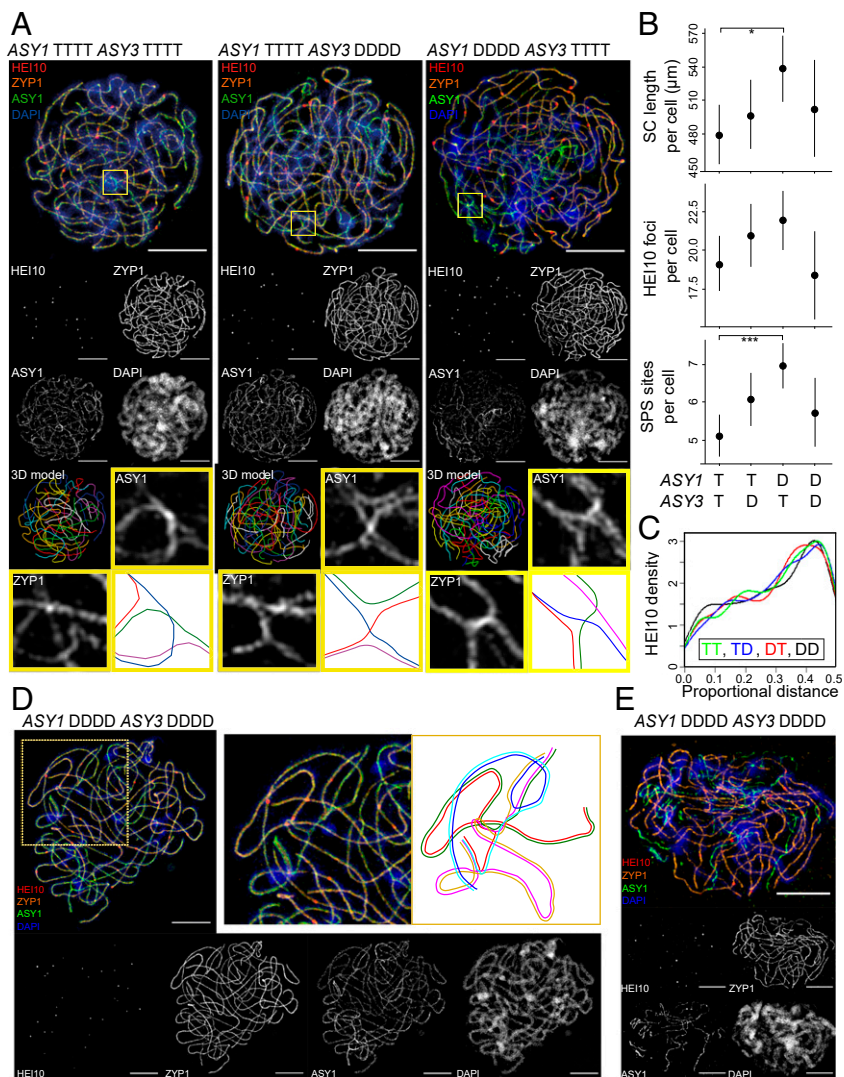 A
ASY1 TTTT ASY3 TTTT
ASY1 TTTT ASY3 DDDD
ASY1 DDDD ASY3 TTTT
HEI10
ZYP1
ASY1
DAPI
HEI10
ZYP1
ASY1
DAPI
HEI10
ZYP1
ASY1
DAPI
HEI10
ZYP1
HEI10
ZYP1
HEI10
ZYP1
ASY1
DAPI
ASY1
DAPI
ASY1
DAPI
3D model
ASY1
3D model
ASY1
3D model
ASY1
ZYP1
ZYP1
ZYP1
B
SC length
per cell (µm)
570
540
510
480
450
*
HEI10 foci
per cell
22.5
20.0
17.5
SPS sites
per cell
7
6
5
***
ASY1 T T D D
ASY3 T D T D
C
HEI10 density
3
2
1
0
TT, TD, DT, DD
0.0 0.1 0.2 0.3 0.4 0.5
Proportional distance
D
ASY1 DDDD ASY3 DDDD
HEI10
ZYP1
ASY1
DAPI
HEI10
ZYP1
ASY1
DAPI
E
ASY1 DDDD ASY3 DDDD
HEI10
ZYP1
ASY1
DAPI
HEI10
ZYP1
ASY1
DAPI